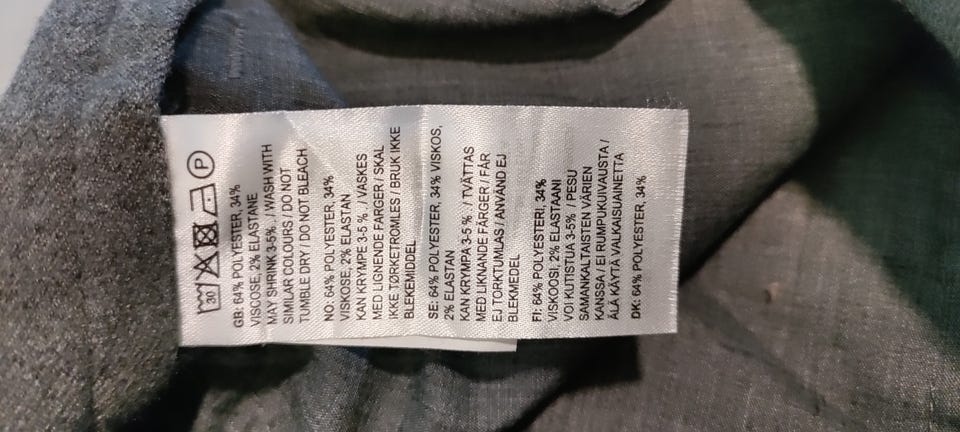 30 P
GB: 64% POLYESTER, 34%
VISCOSE, 2% ELASTANE
MAY SHRINK 3-5% ./ WASH WITH
SIMILAR COLOURS / DO NOT
TUMBLE DRY / DO NOT BLEACH
NO: 64% POLYESTER, 34%
VISKOSE, 2% ELASTAN
KAN KRYMPE 3-5 % ./ VASKES
MED LIGNENDE FARGER / SKAL
IKKE TØRKETROMLES / BRUK IKKE
BLEKEMIDDEL
SE: 64% POLYESTER, 34% VISKOS,
2% ELASTAN
KAN KRYMPA 3-5 % ./ TVÄTTAS
MED LIKNANDE FÄRGER / FÅR
EJ TORKTUMLAS / ANVÄND EJ
BLEKMEDEL
FI: 64% POLYESTERI, 34%
VISKOOSI, 2% ELASTAANI
VOI KUTISTUA 3-5% / PESU
SAMANKALTAISTEN VÄRIEN
KANSSA / EI RUMPUKUIVAUSTA /
ÄLÄ KÄYTÄ VALKAISUAINETTA
DK: 64% POLYESTER, 34%